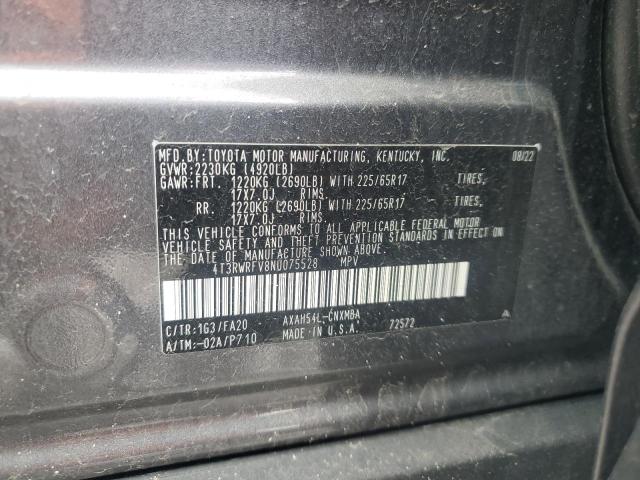 MFD.BY:TOYOTA MOTOR MANUFACTURING, KENTUCKY, INC. 08/22
GVWR:2230KG (4920LB)
GAWR:FRT. 1220KG (2690LB) WITH 225/65R17 TIRES,
17X7.0J RIMS
RR. 1220KG (2690LB) WITH 225/65R17 TIRES,
17X7.0J RIMS
THIS VEHICLE CONFORMS TO ALL APPLICABLE FEDERAL MOTOR
VEHICLE SAFETY AND THEFT PREVENTION STANDARDS IN EFFECT ON
THE DATE OF MANUFACTURE SHOWN ABOVE.
4T3RWRFV8NU075528 MPV
C/TR:1G3/FA20 AXAH54L-CNXMBA A
A/TM:-02A/P710 MADE IN U.S.A. 72572